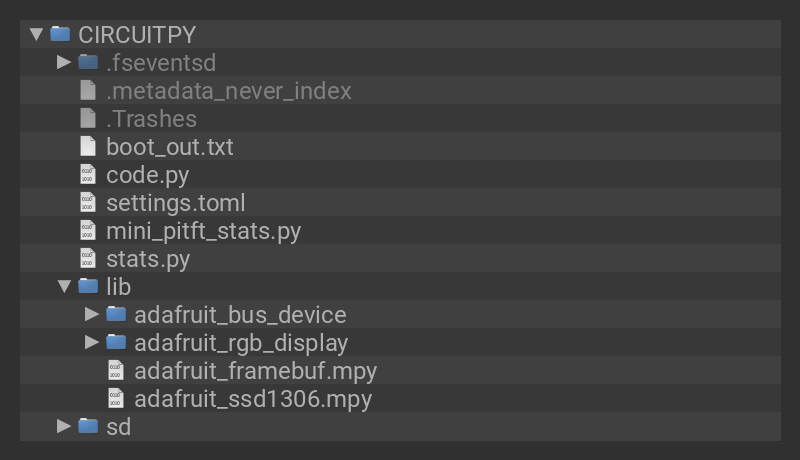 CIRCUITPY
.fseventsd
.metadata_never_index
.Trashes
boot_out.txt
code.py
settings.toml
mini_pitft_stats.py
stats.py
lib
adafruit_bus_device
adafruit_rgb_display
adafruit_framebuf.mpy
adafruit_ssd1306.mpy
sd